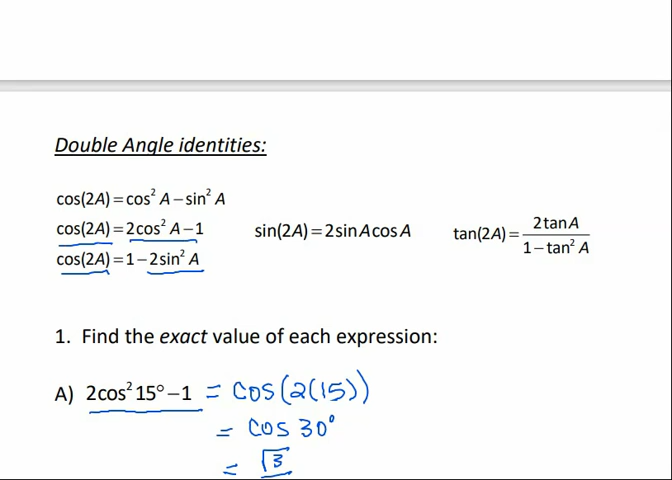 Double Angle identities:
cos(2A)=cos² A−sin² A
cos(2A)=2cos² A−1
sin(2A)=2sin A cos A
tan(2A)= 2tan A / 1−tan² A
cos(2A)=1−2sin² A
1. Find the exact value of each expression:
A) 2cos² 15°−1 = cos(2(15))
= cos 30°
= √3